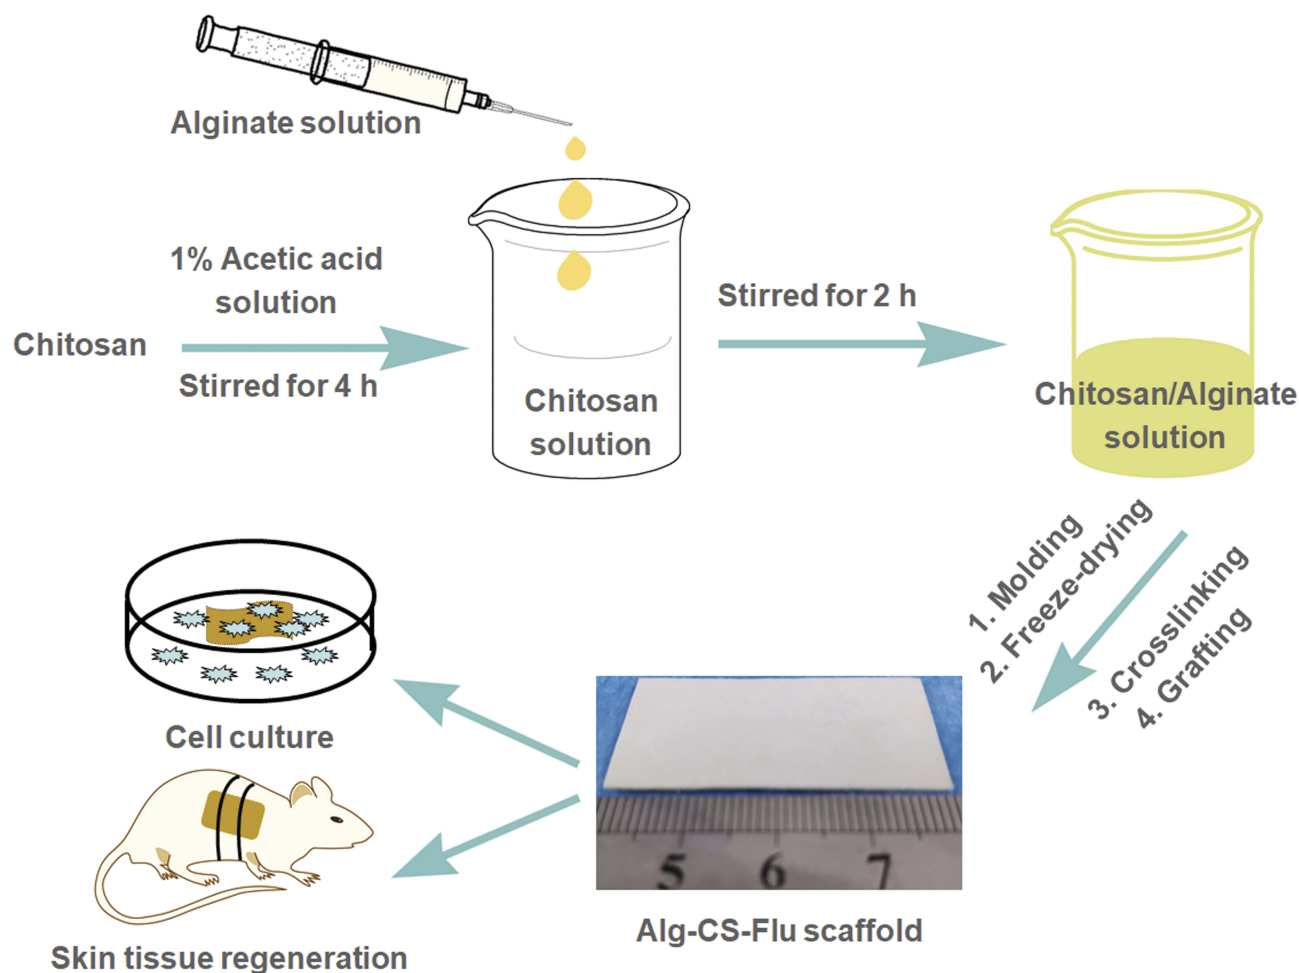 Alginate solution
1% Acetic acid
solution
Chitosan
Stirred for 4 h
Chitosan
solution
Stirred for 2 h
Chitosan/Alginate
solution
1. Molding
2. Freeze-drying
3. Crosslinking
4. Grafting
Cell culture
5 6 7
Alg-CS-Flu scaffold
Skin tissue regeneration